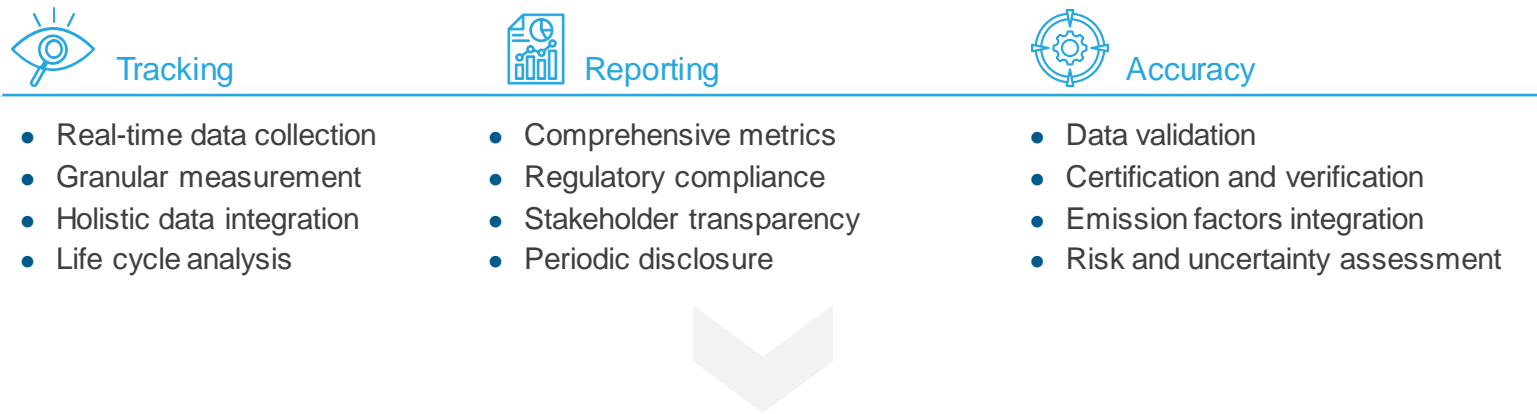 Tracking
● Real-time data collection
● Granular measurement
● Holistic data integration
● Life cycle analysis
Reporting
● Comprehensive metrics
● Regulatory compliance
● Stakeholder transparency
● Periodic disclosure
Accuracy
● Data validation
● Certification and verification
● Emission factors integration
● Risk and uncertainty assessment